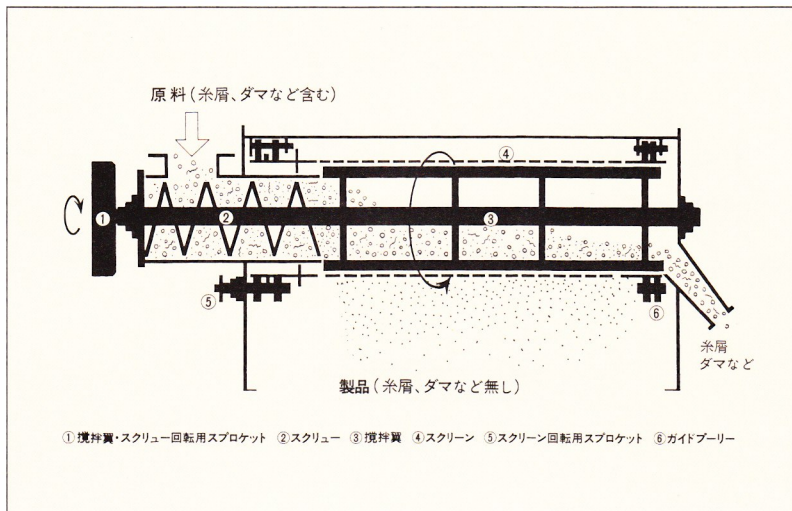 原料(糸屑、ダマなど含む)
④
①
②
③
⑤
⑥
糸屑
ダマなど
製品(糸屑、ダマなど無し)
①攪拌翼・スクリュー回転用スプロケット ②スクリュー ③攪拌翼 ④スクリーン ⑤スクリーン回転用スプロケット ⑥ガイドプーリー